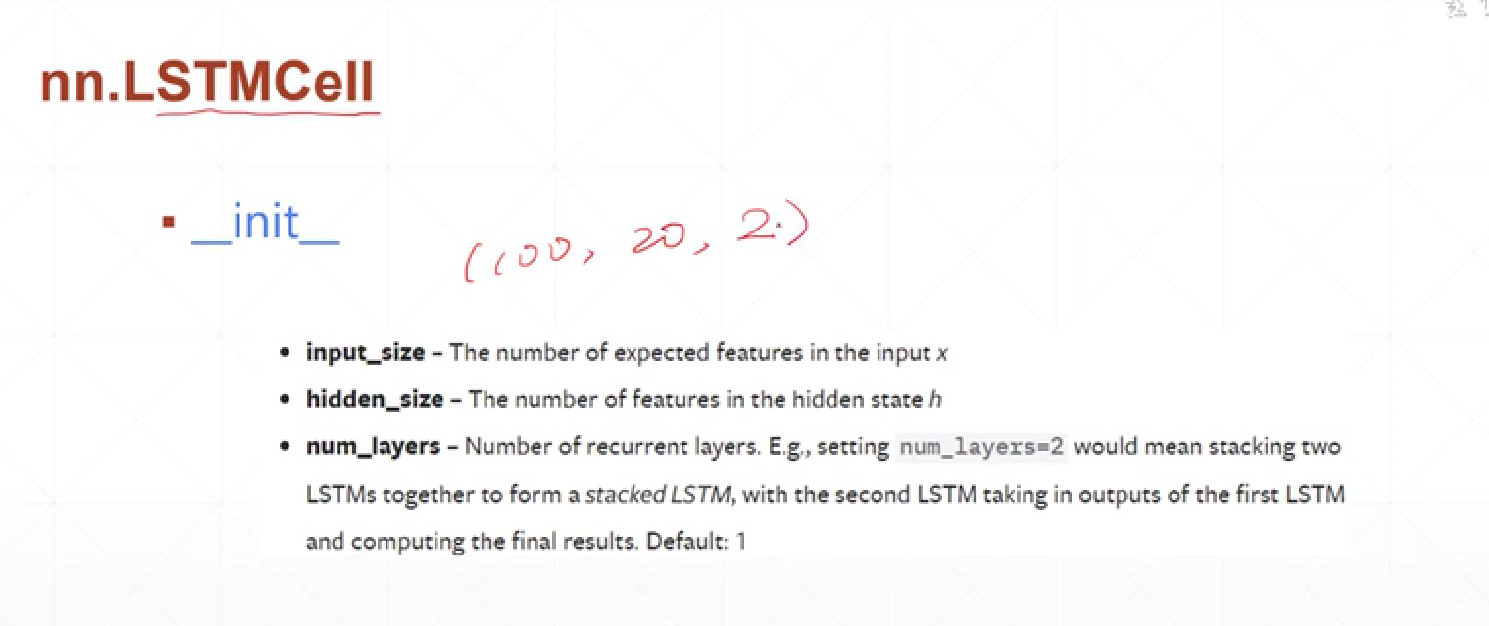 nn.LSTMCell
▪ __init__
(100, 20, 2.)
• input_size – The number of expected features in the input x
• hidden_size – The number of features in the hidden state h
• num_layers – Number of recurrent layers. E.g., setting num_layers=2 would mean stacking two
LSTMs together to form a stacked LSTM, with the second LSTM taking in outputs of the first LSTM
and computing the final results. Default: 1